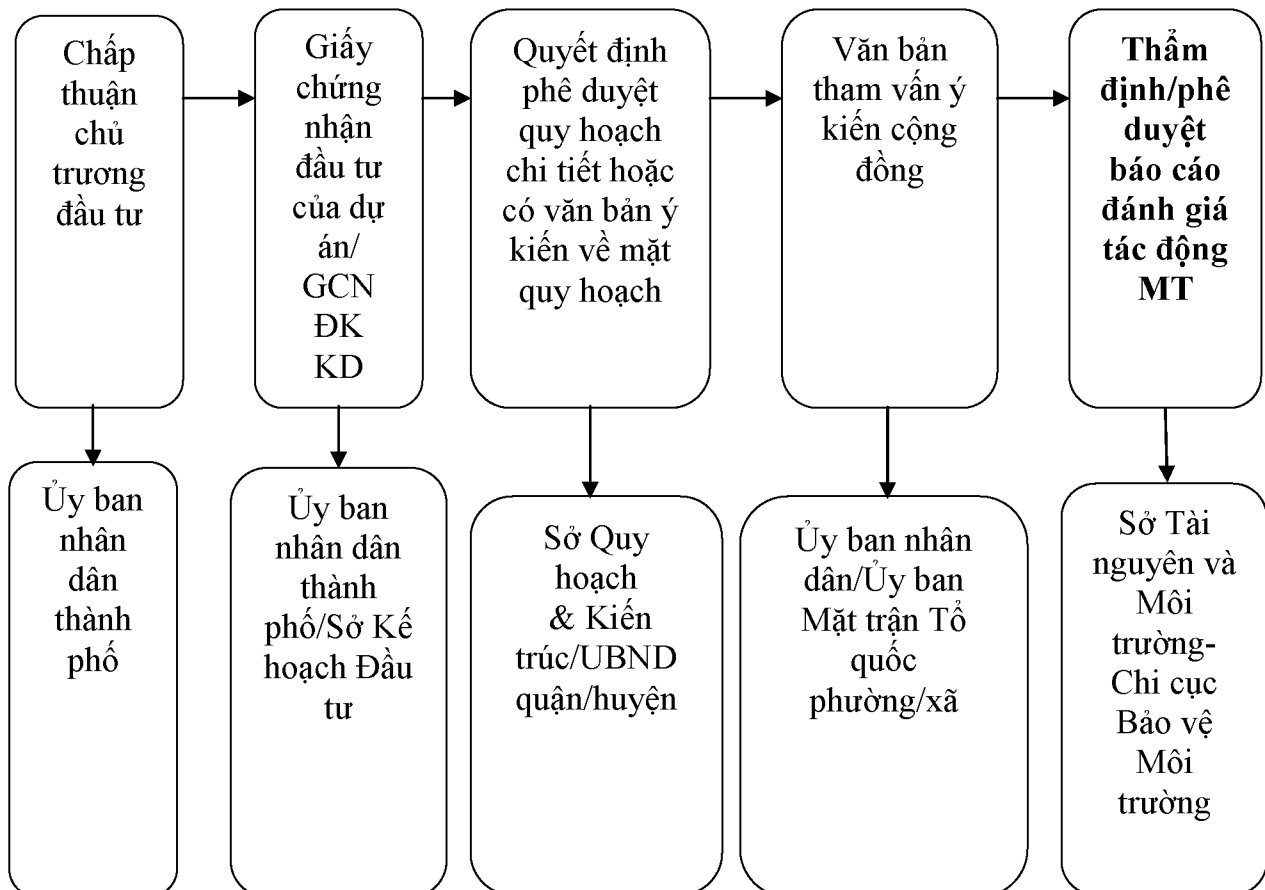 Chấp
thuận
chủ
trương
đầu tư
Giấy
chứng
nhận
đầu tư
của dự
án/
GCN
ĐK
KD
Quyết định
phê duyệt
quy hoạch
chi tiết hoặc
có văn bản ý
kiến về mặt
quy hoạch
Văn bản
tham vấn ý
kiến cộng
đồng
Thẩm
định/phê
duyệt
báo cáo
đánh giá
tác động
MT
Ủy ban
nhân
dân
thành
phố
Ủy ban
nhân dân
thành
phố/Sở Kế
hoạch Đầu
tư
Sở Quy
hoạch
& Kiến
trúc/UBND
quận/huyện
Ủy ban nhân
dân/Ủy ban
Mặt trận Tổ
quốc
phường/xã
Sở Tài
nguyên và
Môi
trường-
Chi cục
Bảo vệ
Môi
trường